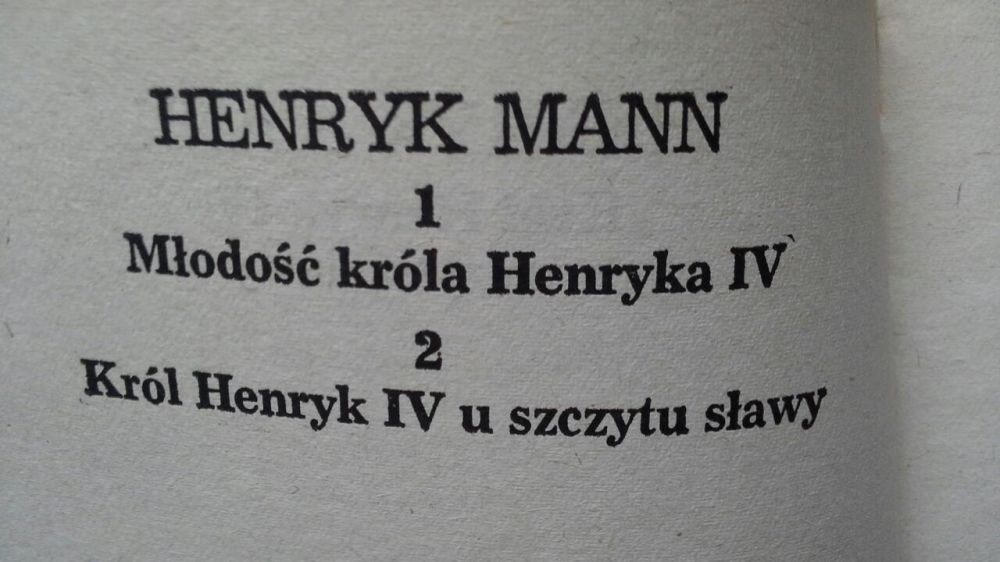 HENRYK MANN
1
Młodość króla Henryka IV
2
Król Henryk IV u szczytu sławy